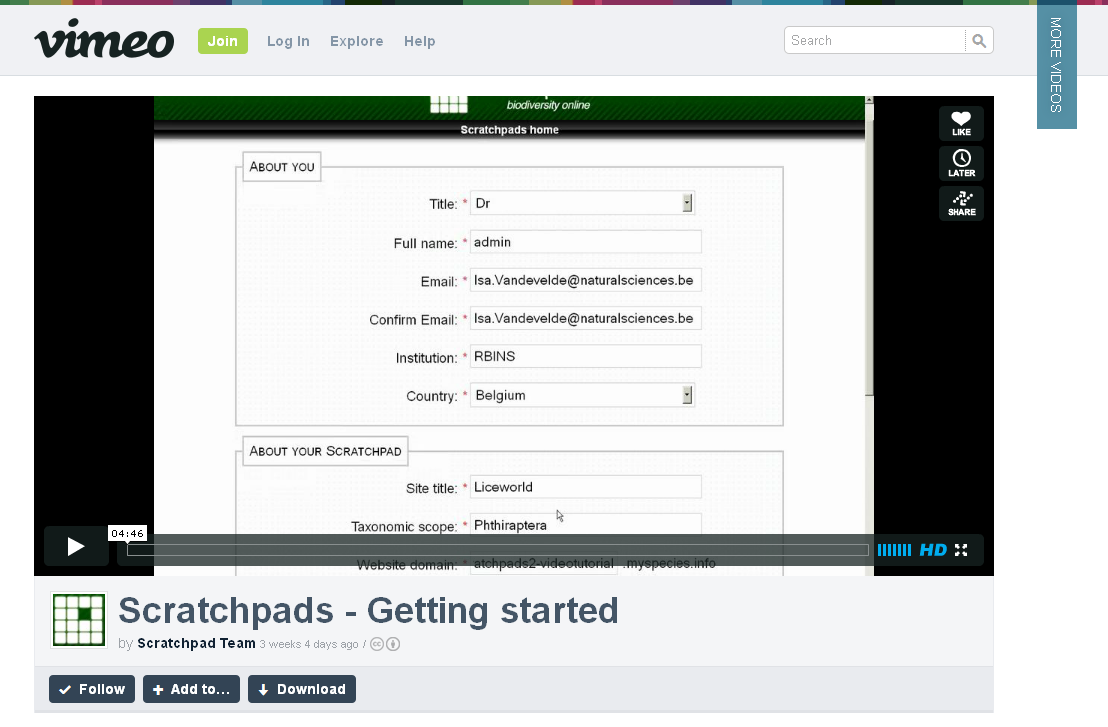 vimeo Join Log In Explore Help Search
MORE VIDEOS
biodiversity online
Scratchpads home
LIKE
LATER
SHARE
ABOUT YOU
Title: * Dr
Full name: * admin
Email: * Isa.Vandevelde@naturalsciences.be
Confirm Email: * Isa.Vandevelde@naturalsciences.be
Institution: * RBINS
Country: * Belgium
ABOUT YOUR SCRATCHPAD
Site title: * Liceworld
Taxonomic scope: * Phthiraptera
04:46
HD
Website domain: * atchpads2-videotutorial .myspecies.info
Scratchpads - Getting started
by Scratchpad Team 3 weeks 4 days ago / cc
Follow + Add to... Download